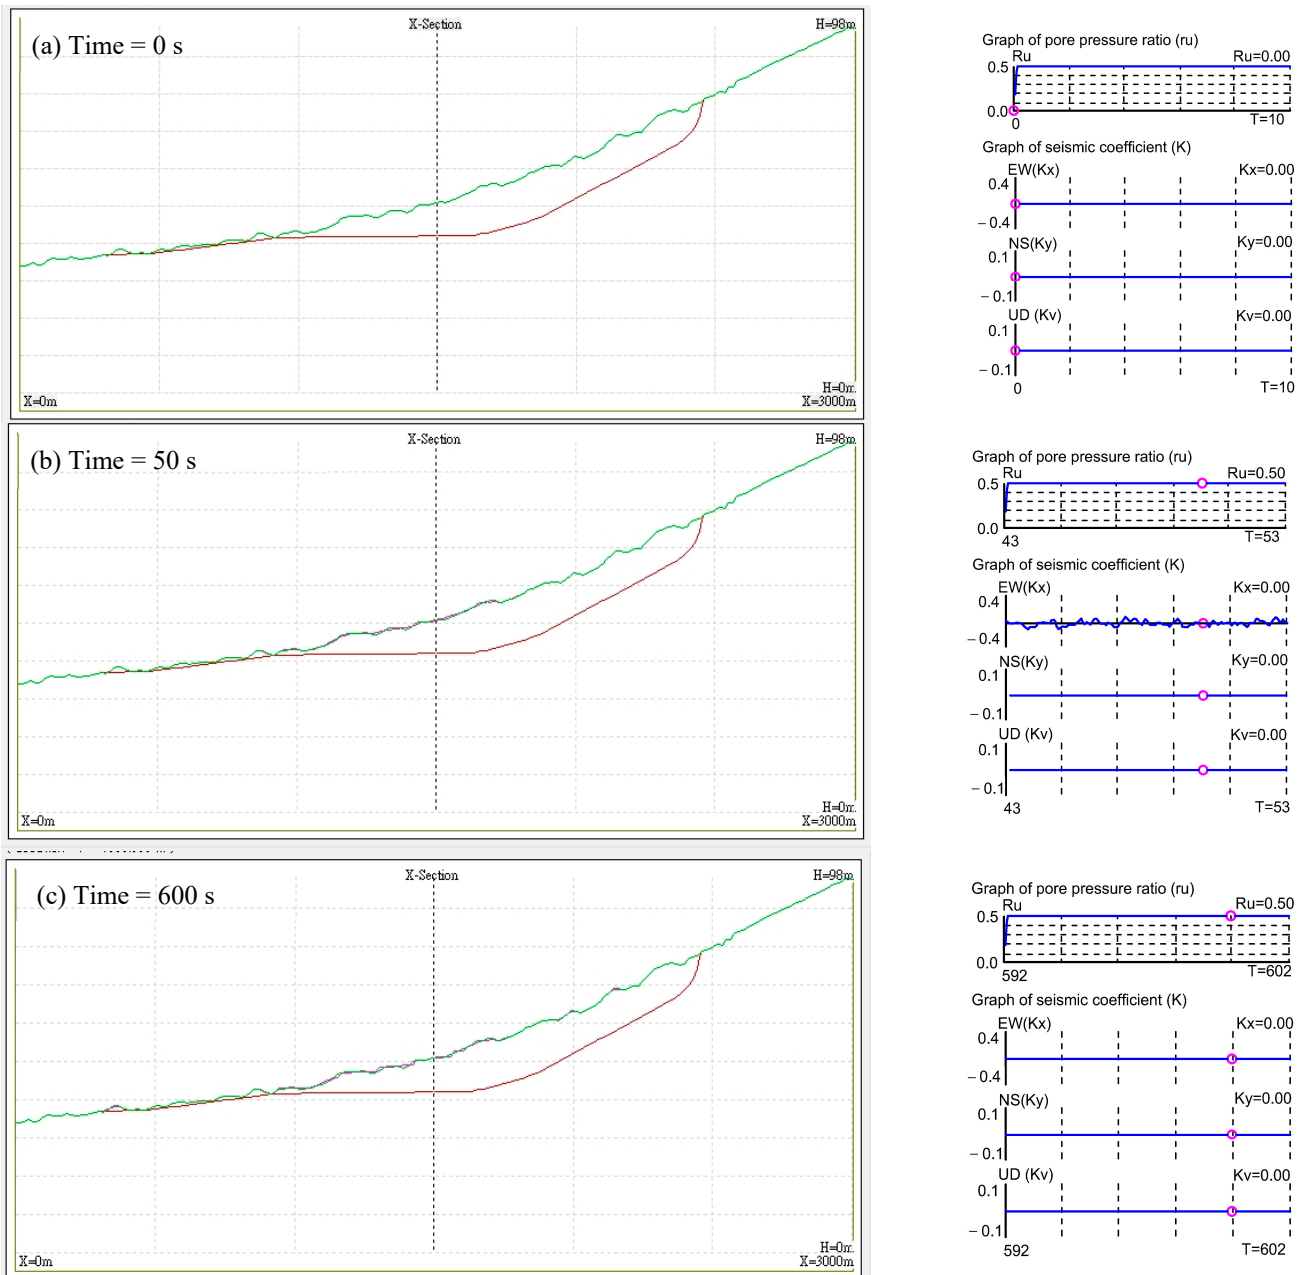 (a) Time = 0 s
X-Section
H=98m
H=0m.
X=0m
X=3000m
Graph of pore pressure ratio (ru)
Ru
Ru=0.00
0.5
0.0
0
T=10
Graph of seismic coefficient (K)
EW(Kx)
Kx=0.00
0.4
– 0.4
NS(Ky)
Ky=0.00
0.1
– 0.1
UD (Kv)
Kv=0.00
0.1
– 0.1
0
T=10
(b) Time = 50 s
X-Section
H=98m
H=0m.
X=0m
X=3000m
Graph of pore pressure ratio (ru)
Ru
Ru=0.50
0.5
0.0
43
T=53
Graph of seismic coefficient (K)
EW(Kx)
Kx=0.00
0.4
– 0.4
NS(Ky)
Ky=0.00
0.1
– 0.1
UD (Kv)
Kv=0.00
0.1
– 0.1
43
T=53
(c) Time = 600 s
X-Section
H=98m
H=0m.
X=0m
X=3000m
Graph of pore pressure ratio (ru)
Ru
Ru=0.50
0.5
0.0
592
T=602
Graph of seismic coefficient (K)
EW(Kx)
Kx=0.00
0.4
– 0.4
NS(Ky)
Ky=0.00
0.1
– 0.1
UD (Kv)
Kv=0.00
0.1
– 0.1
592
T=602